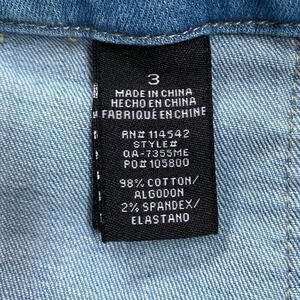 3
MADE IN CHINA
HECHO EN CHINA
FABRIQUÉ EN CHINE
RN# 114542
STYLE#
QA-7355ME
PO# 105800
98% COTTON/
ALGODON
2% SPANDEX/
ELASTANO